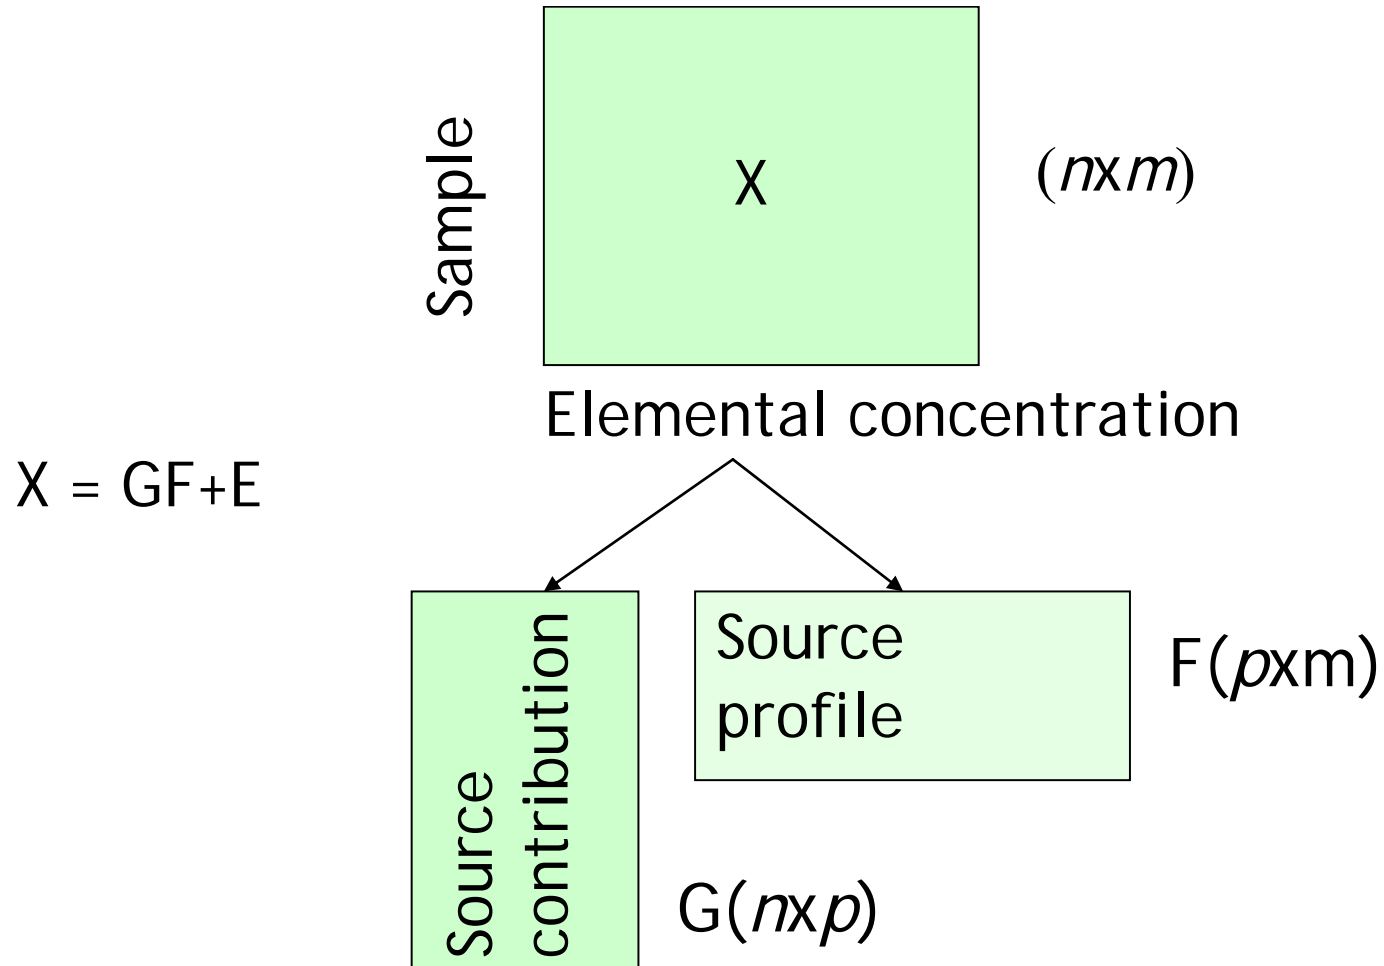 Sample
X
(nxm)
Elemental concentration
X = GF+E
Source
contribution
Source
profile
F(pxm)
G(nxp)